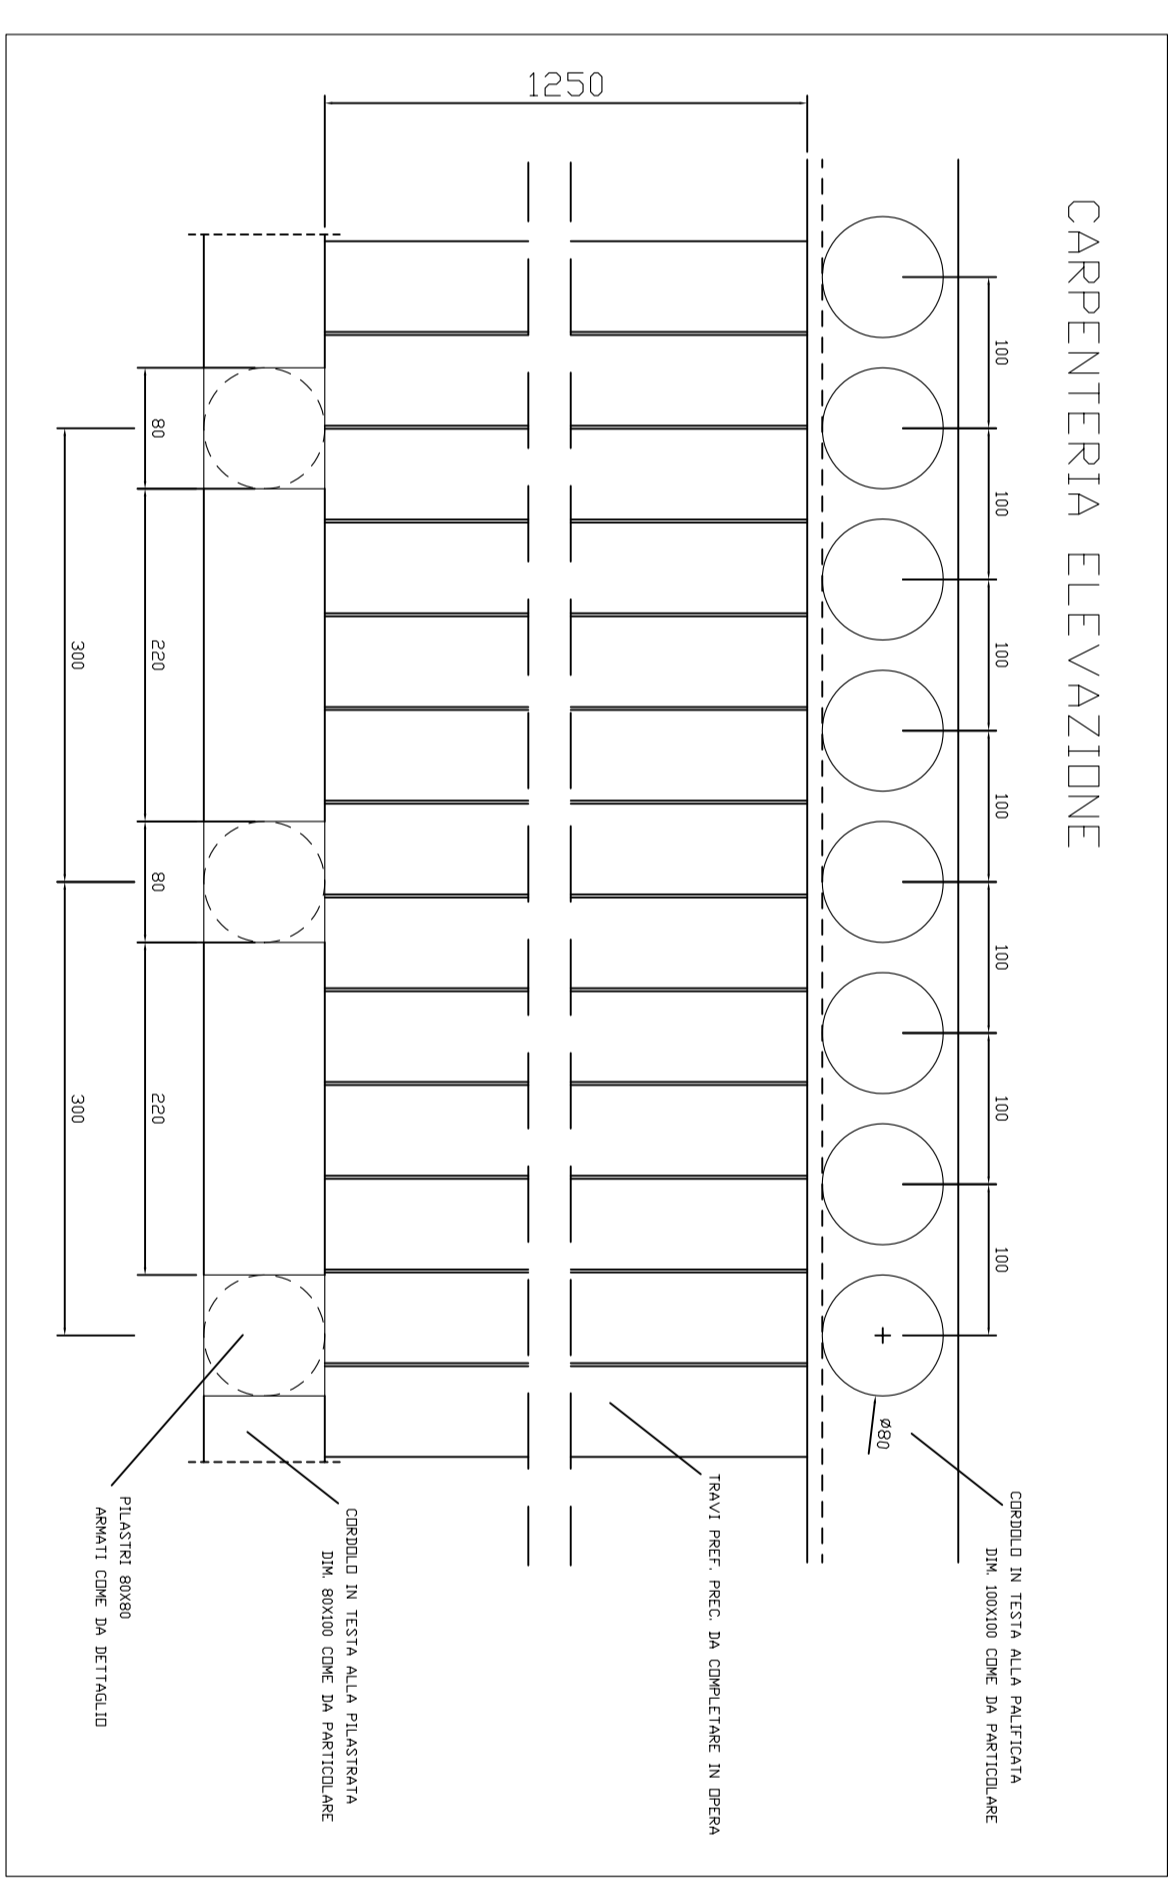 CARPENTERIA ELEVAZIONE
100
100
100
100
100
100
100
Ø80
CORDOLO IN TESTA ALLA PALIFICATA
DIM. 100X100 COME DA PARTICOLARE
1250
TRAVI PREF. PREC. DA COMPLETARE IN OPERA
CORDOLO IN TESTA ALLA PILASTRATA
DIM. 80X100 COME DA PARTICOLARE
80
220
80
220
PILASTRI 80X80
ARMATI COME DA DETTAGLIO
300
300